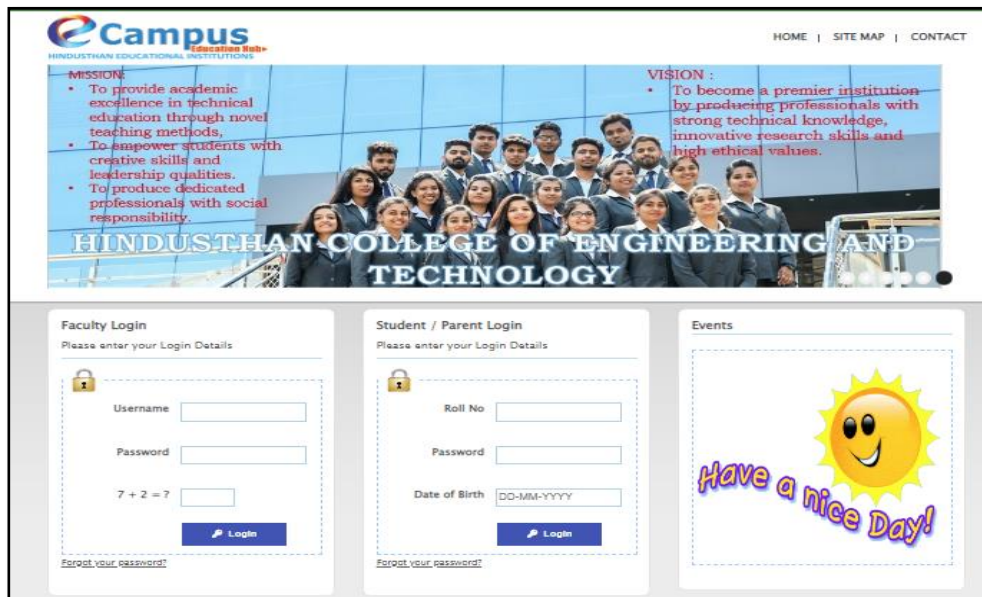 eCampus
Education Hub
HINDUSTHAN EDUCATIONAL INSTITUTIONS
HOME | SITE MAP | CONTACT
MISSION:
• To provide academic
excellence in technical
education through novel
teaching methods,
• To empower students with
creative skills and
leadership qualities.
• To produce dedicated
professionals with social
responsibility.
VISION :
• To become a premier institution
by producing professionals with
strong technical knowledge,
innovative research skills and
high ethical values.
HINDUSTHAN COLLEGE OF ENGINEERING AND
TECHNOLOGY
Faculty Login
Please enter your Login Details
Username
Password
7 + 2 = ?
Login
Forgot your password?
Student / Parent Login
Please enter your Login Details
Roll No
Password
Date of Birth DD-MM-YYYY
Login
Forgot your password?
Events
Have a nice Day!